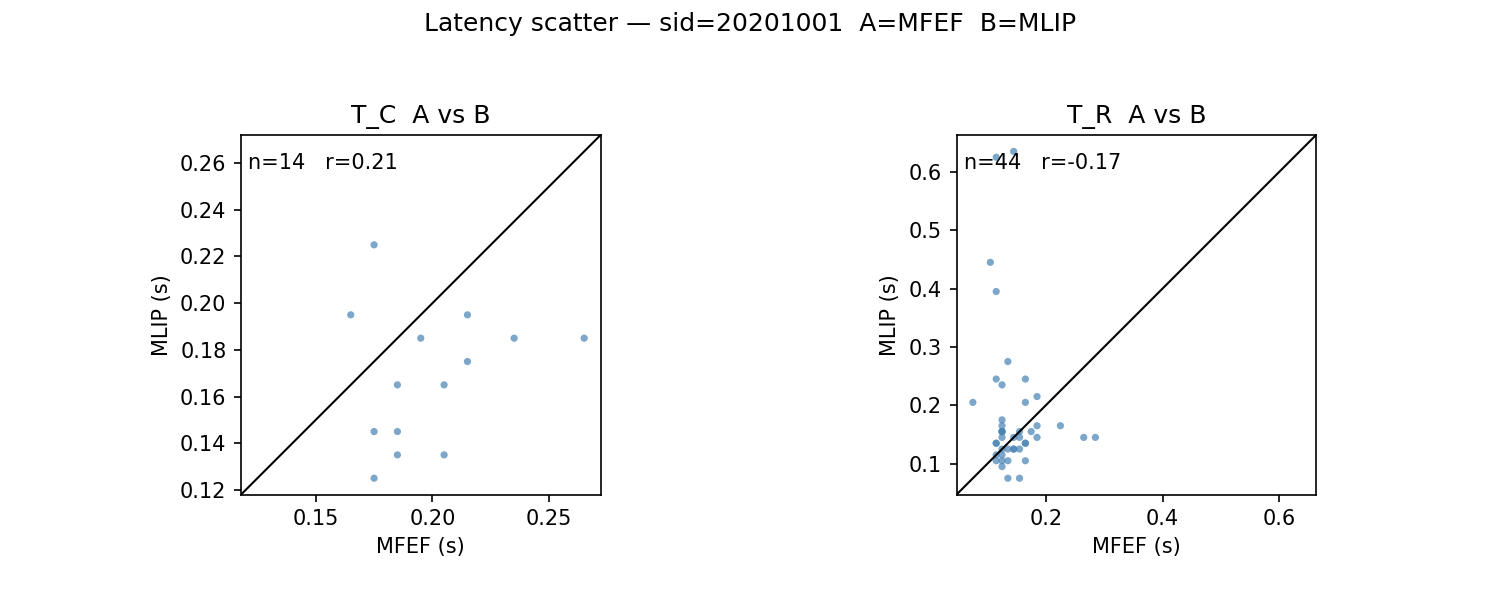 Latency scatter — sid=20201001  A=MFEF  B=MLIP
T_C  A vs B
n=14   r=0.21
MLIP (s)
0.26
0.24
0.22
0.20
0.18
0.16
0.14
0.12
0.15
0.20
0.25
MFEF (s)
T_R  A vs B
n=44   r=-0.17
MLIP (s)
0.6
0.5
0.4
0.3
0.2
0.1
0.2
0.4
0.6
MFEF (s)